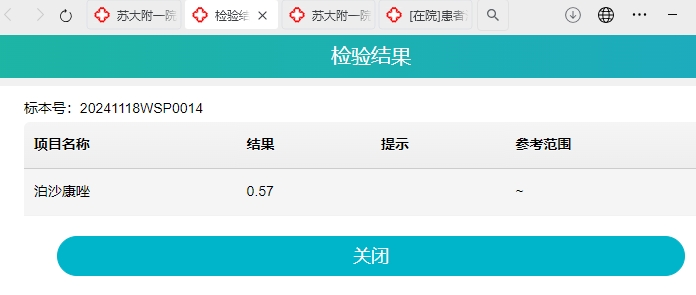 苏大附一院 检验结 苏大附一院 [在院]患者
检验结果
标本号：20241118WSP0014
项目名称 结果 提示 参考范围
泊沙康唑 0.57 ~
关闭